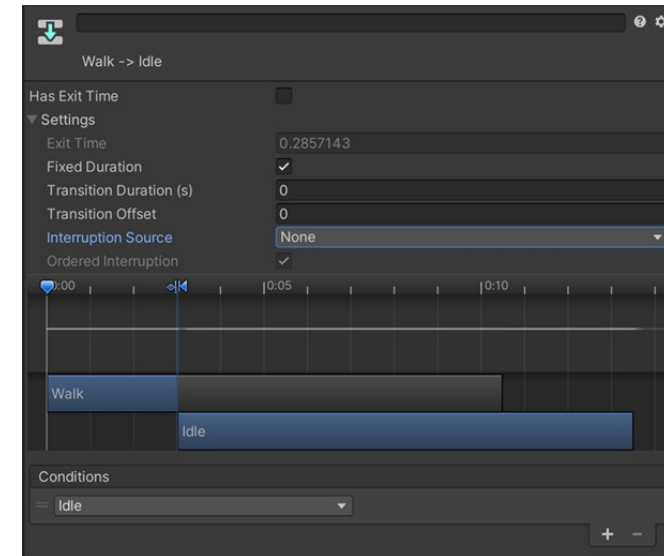 Walk -> Idle
Has Exit Time
Settings
Exit Time 0.2857143
Fixed Duration
Transition Duration (s) 0
Transition Offset 0
Interruption Source None
Ordered Interruption
0:00 0:05 0:10
Walk
Idle
Conditions
Idle